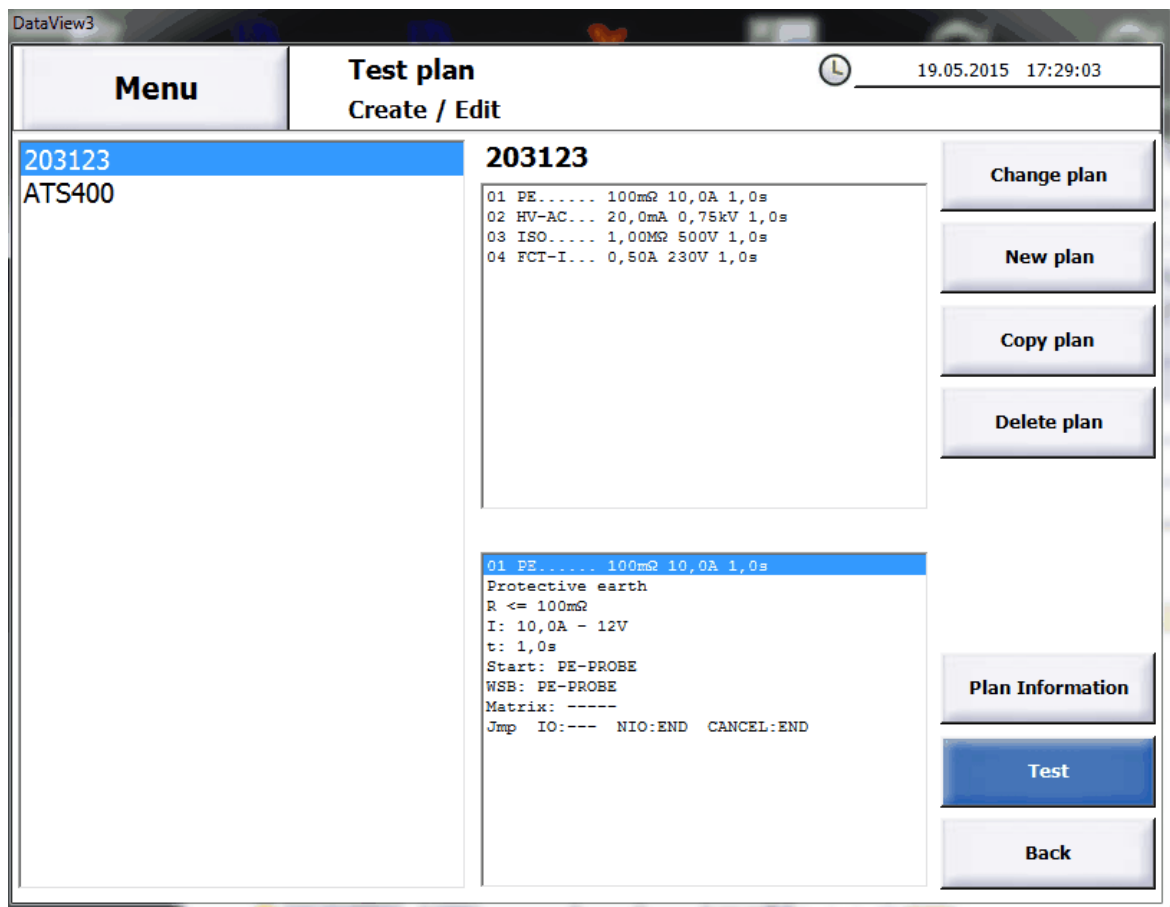 DataView3
Menu
Test plan
Create / Edit
19.05.2015 17:29:03
203123
ATS400
203123
01 PE...... 100mΩ 10,0A 1,0s
02 HV-AC... 20,0mA 0,75kV 1,0s
03 ISO..... 1,00MΩ 500V 1,0s
04 FCT-I... 0,50A 230V 1,0s
01 PE...... 100mΩ 10,0A 1,0s
Protective earth
R <= 100mΩ
I: 10,0A - 12V
t: 1,0s
Start: PE-PROBE
WSB: PE-PROBE
Matrix: -----
Jmp IO:--- NIO:END CANCEL:END
Change plan
New plan
Copy plan
Delete plan
Plan Information
Test
Back